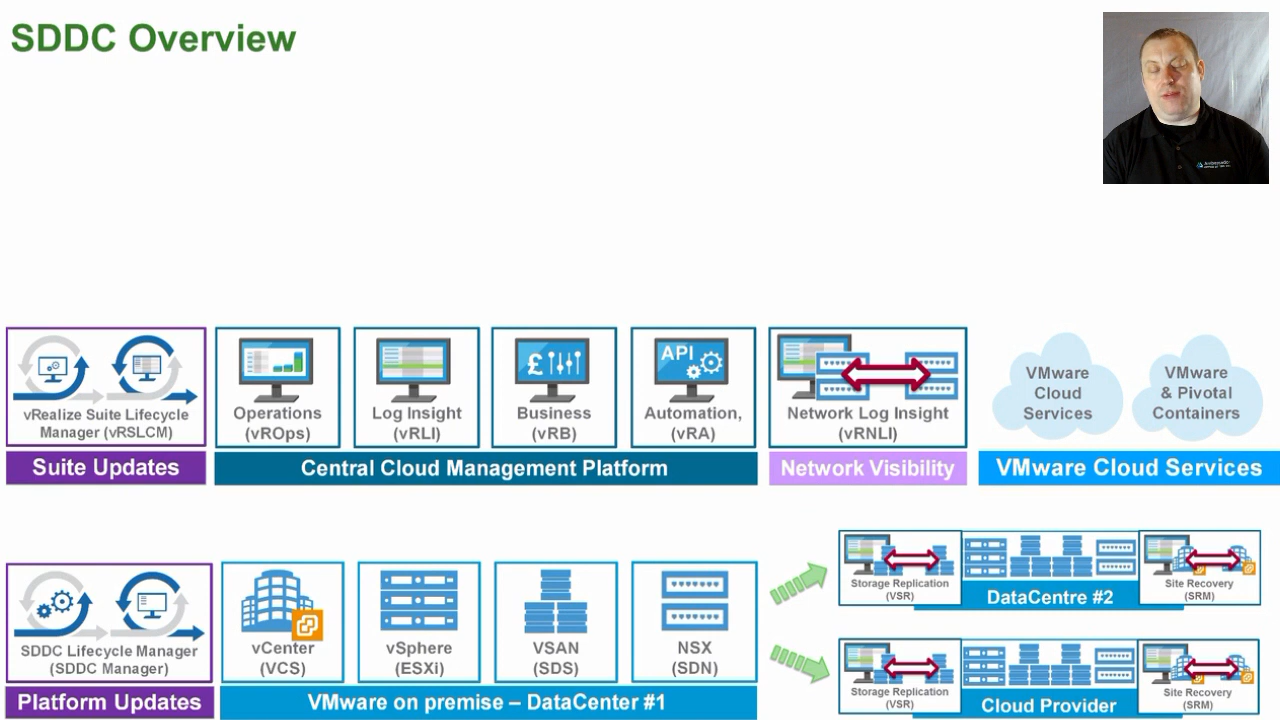 SDDC Overview
£
API
vRealize Suite Lifecycle
Manager (vRSLCM)
Operations
(vROps)
Log Insight
(vRLI)
Business
(vRB)
Automation,
(vRA)
Network Log Insight
(vRNLI)
VMware
Cloud
Services
VMware
& Pivotal
Containers
Suite Updates
Central Cloud Management Platform
Network Visibility
VMware Cloud Services
SDDC Lifecycle Manager
(SDDC Manager)
vCenter
(VCS)
vSphere
(ESXi)
VSAN
(SDS)
NSX
(SDN)
Platform Updates
VMware on premise – DataCenter #1
Storage Replication
(VSR)
DataCentre #2
Site Recovery
(SRM)
Storage Replication
(VSR)
Cloud Provider
Site Recovery
(SRM)